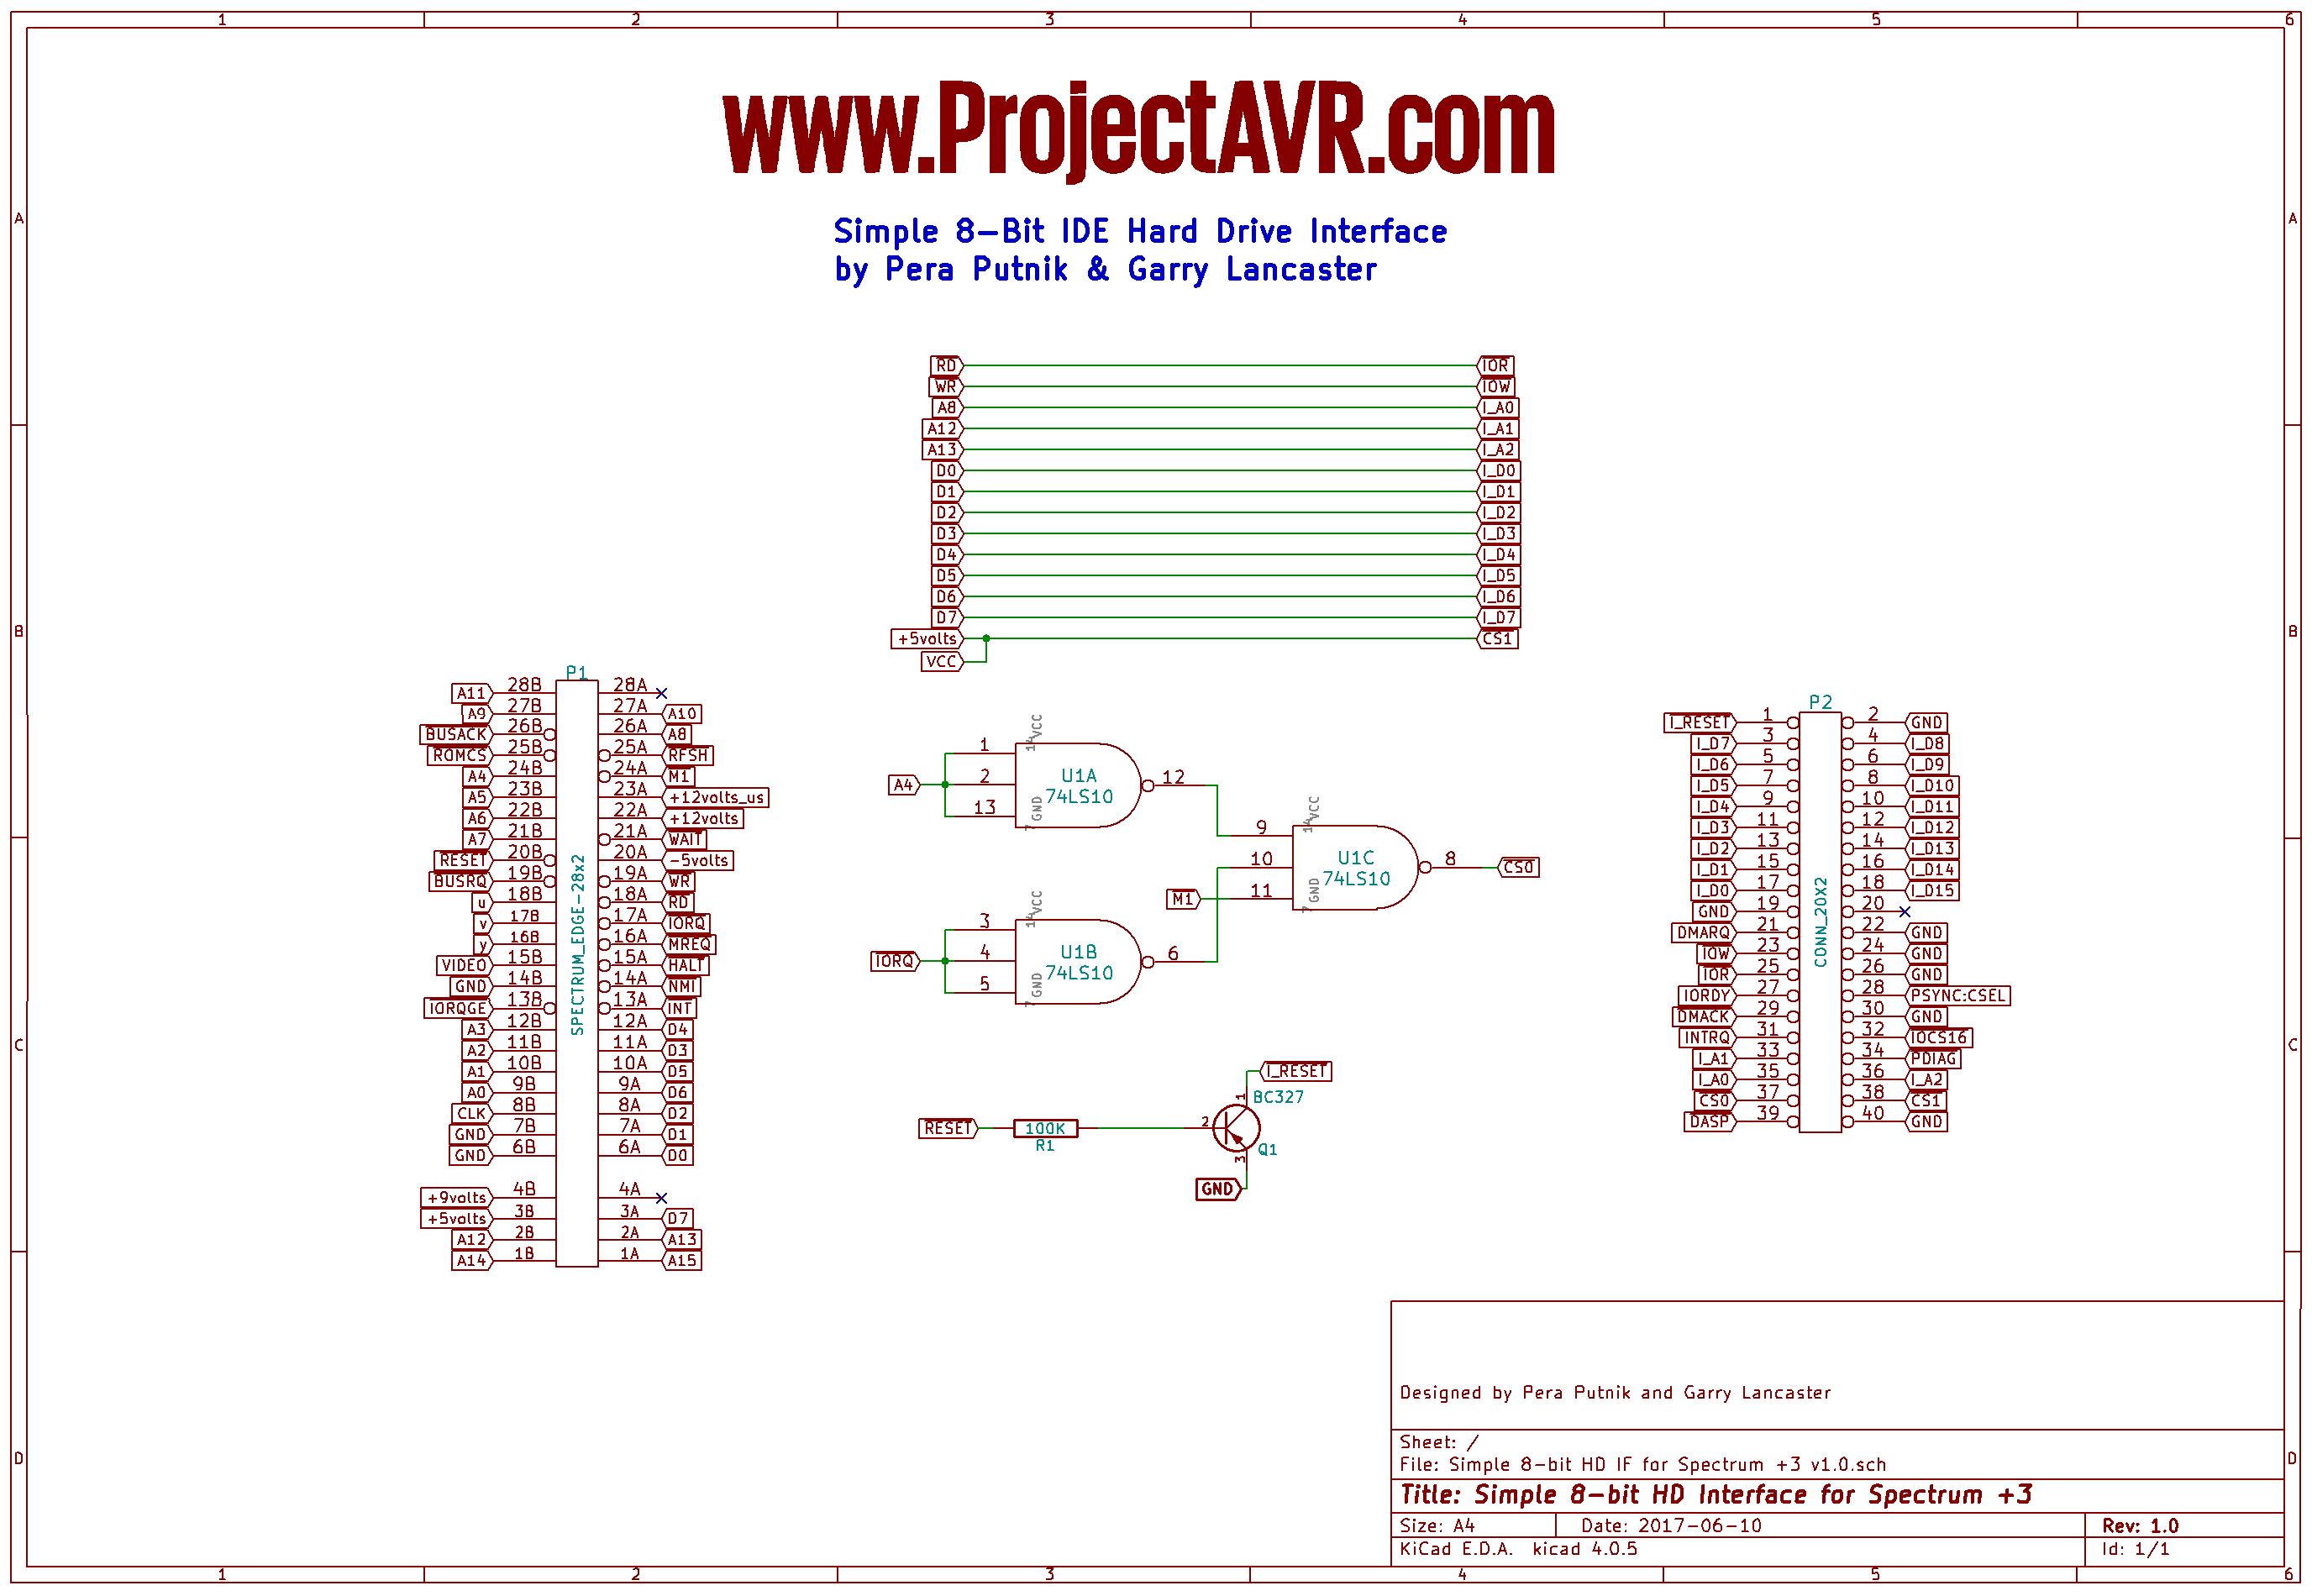 1 2 3 4 5 6
www.ProjectAVR.com
Simple 8-Bit IDE Hard Drive Interface
by Pera Putnik & Garry Lancaster
A A
RD IOR
WR IOW
A8 I_A0
A12 I_A1
A13 I_A2
D0 I_D0
D1 I_D1
D2 I_D2
D3 I_D3
D4 I_D4
D5 I_D5
D6 I_D6
D7 I_D7
+5volts CS1
VCC
B B
P1
A11 28B 28A
A9 27B 27A A10
BUSACK 26B 26A A8
ROMCS 25B 25A RFSH
A4 24B 24A M1
A5 23B 23A +12volts_us
A6 22B 22A +12volts
A7 21B 21A WAIT
RESET 20B 20A -5volts
BUSRQ 19B 19A WR
u 18B 18A RD
v 17B 17A IORQ
y 16B 16A MREQ
VIDEO 15B 15A HALT
GND 14B 14A NMI
IORQGE 13B 13A INT
A3 12B 12A D4
A2 11B 11A D3
A1 10B 10A D5
A0 9B 9A D6
CLK 8B 8A D2
GND 7B 7A D1
GND 6B 6A D0
+9volts 4B 4A
+5volts 3B 3A D7
A12 2B 2A A13
A14 1B 1A A15
SPECTRUM_EDGE-28x2
A4
1
2
13
14 VCC
7 GND
U1A
74LS10
12
IORQ
3
4
5
14 VCC
7 GND
U1B
74LS10
6
M1
9
10
11
14 VCC
7 GND
U1C
74LS10
8
CS0
I_RESET
1
BC327
RESET
100K
R1
2
Q1
3
GND
P2
I_RESET 1 2 GND
I_D7 3 4 I_D8
I_D6 5 6 I_D9
I_D5 7 8 I_D10
I_D4 9 10 I_D11
I_D3 11 12 I_D12
I_D2 13 14 I_D13
I_D1 15 16 I_D14
I_D0 17 18 I_D15
GND 19 20
DMARQ 21 22 GND
IOW 23 24 GND
IOR 25 26 GND
IORDY 27 28 PSYNC:CSEL
DMACK 29 30 GND
INTRQ 31 32 IOCS16
I_A1 33 34 PDIAG
I_A0 35 36 I_A2
CS0 37 38 CS1
DASP 39 40 GND
CONN_20X2
C C
D D
Designed by Pera Putnik and Garry Lancaster
Sheet: /
File: Simple 8-bit HD IF for Spectrum +3 v1.0.sch
Title: Simple 8-bit HD Interface for Spectrum +3
Size: A4 Date: 2017-06-10 Rev: 1.0
KiCad E.D.A. kicad 4.0.5 Id: 1/1
1 2 3 4 5 6